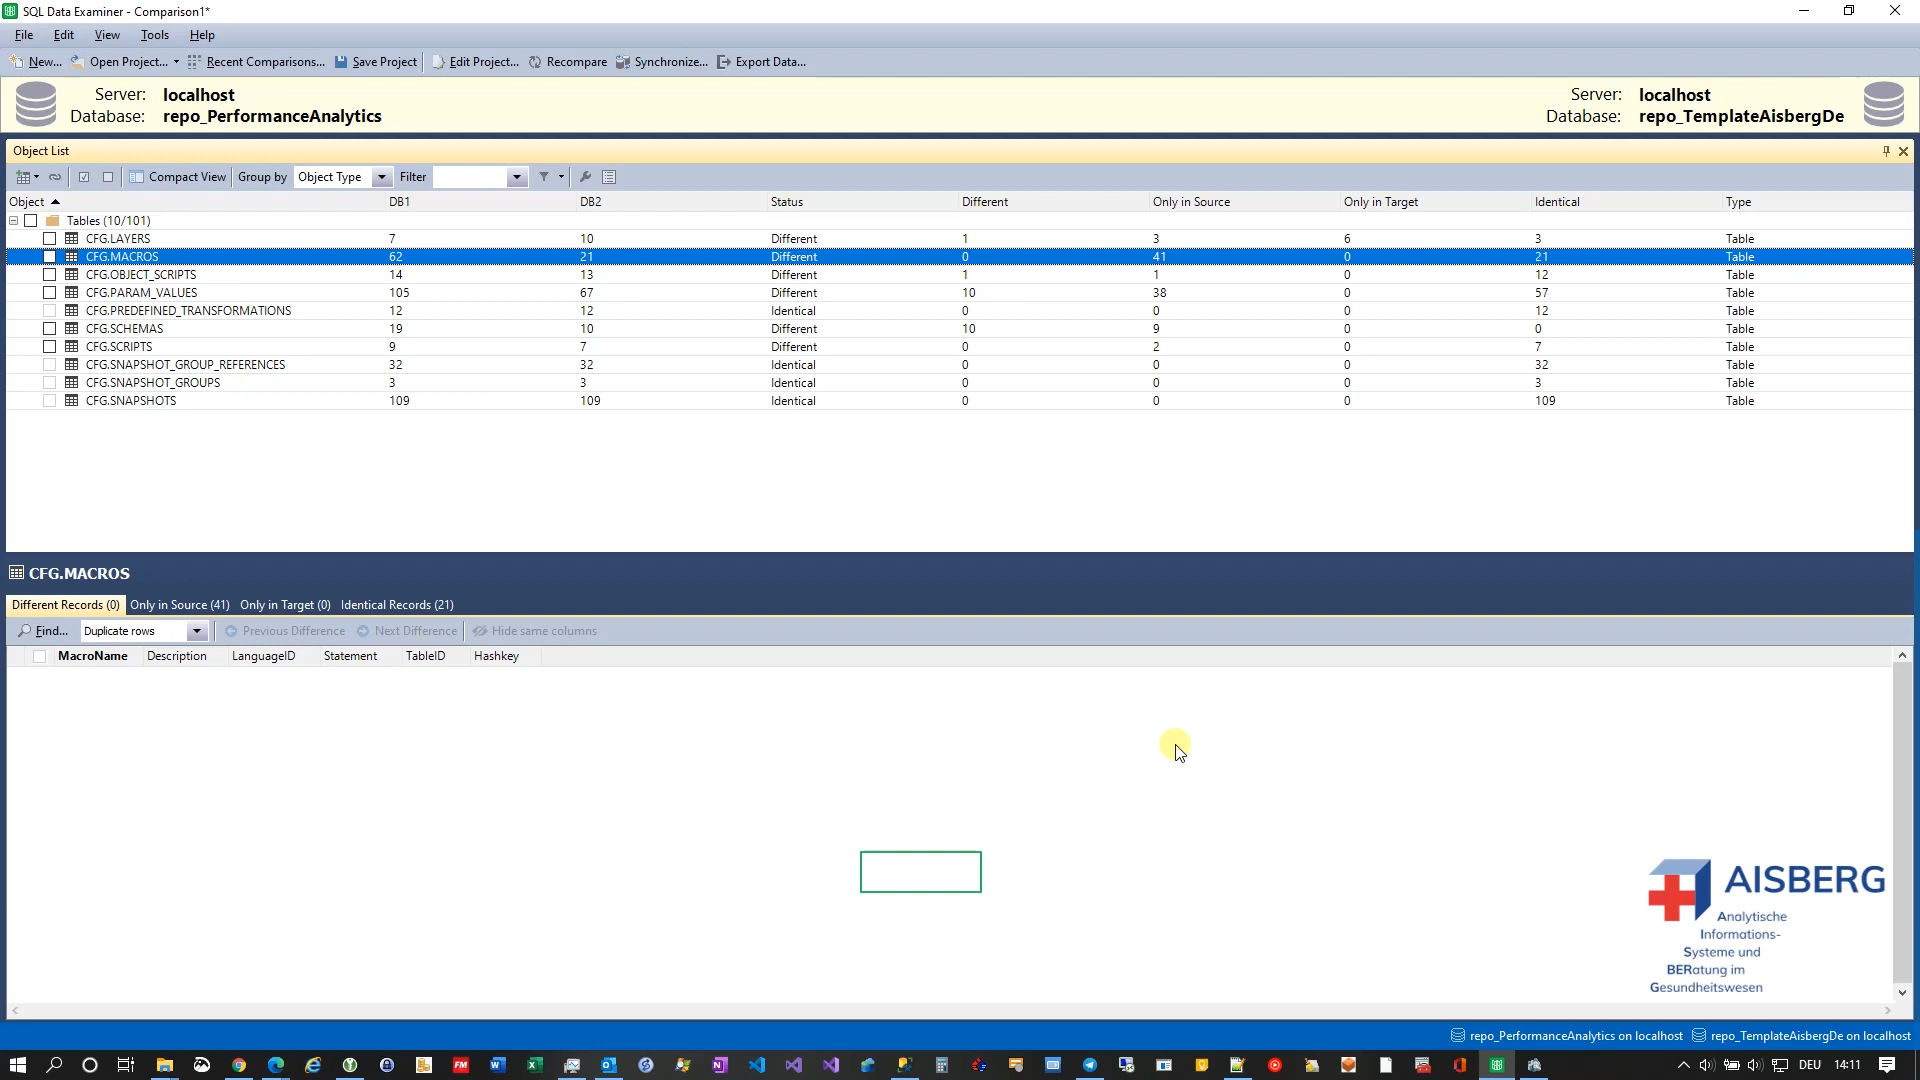 SQL Data Examiner - Comparison1*
File Edit View Tools Help
New... Open Project... Recent Comparisons... Save Project Edit Project... Recompare Synchronize... Export Data...
Server: localhost
Database: repo_PerformanceAnalytics
Server: localhost
Database: repo_TemplateAisbergDe
Object List
Compact View Group by Object Type Filter
Object DB1 DB2 Status Different Only in Source Only in Target Identical Type
Tables (10/101)
CFG.LAYERS 7 10 Different 1 3 6 3 Table
CFG.MACROS 62 21 Different 0 41 0 21 Table
CFG.OBJECT_SCRIPTS 14 13 Different 1 1 0 12 Table
CFG.PARAM_VALUES 105 67 Different 10 38 0 57 Table
CFG.PREDEFINED_TRANSFORMATIONS 12 12 Identical 0 0 0 12 Table
CFG.SCHEMAS 19 10 Different 10 9 0 0 Table
CFG.SCRIPTS 9 7 Different 0 2 0 7 Table
CFG.SNAPSHOT_GROUP_REFERENCES 32 32 Identical 0 0 0 32 Table
CFG.SNAPSHOT_GROUPS 3 3 Identical 0 0 0 3 Table
CFG.SNAPSHOTS 109 109 Identical 0 0 0 109 Table
CFG.MACROS
Different Records (0) Only in Source (41) Only in Target (0) Identical Records (21)
Find... Duplicate rows Previous Difference Next Difference Hide same columns
MacroName Description LanguageID Statement TableID Hashkey
AISBERG
Analytische
Informations-
Systeme und
BERatung im
Gesundheitswesen
repo_PerformanceAnalytics on localhost repo_TemplateAisbergDe on localhost
DEU 14:11